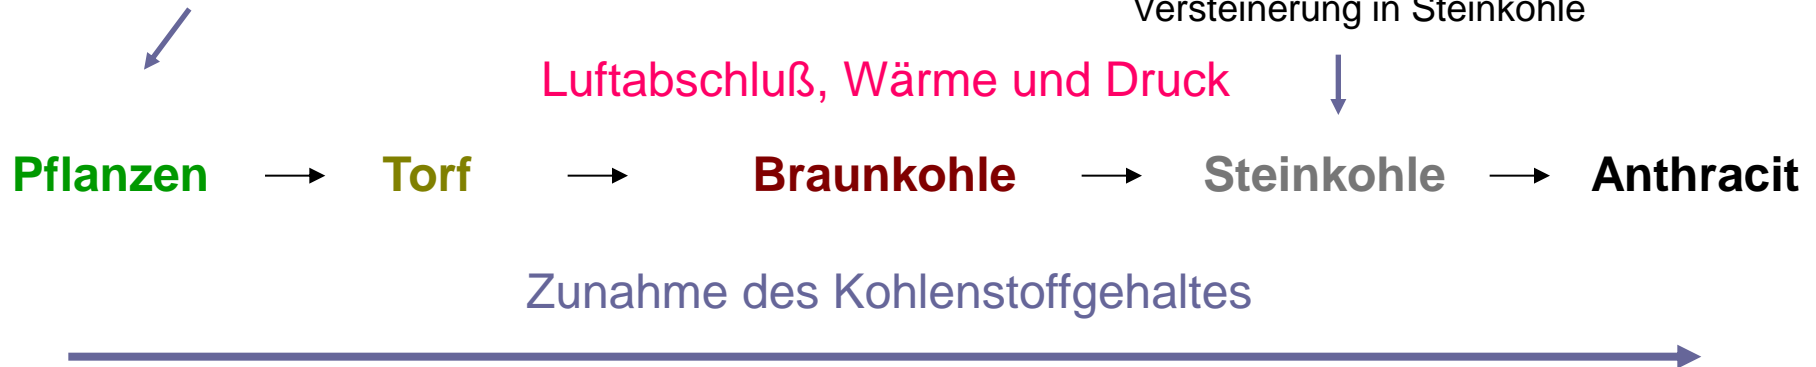 Versteinerung in Steinkohle
Luftabschluß, Wärme und Druck
Pflanzen → Torf → Braunkohle → Steinkohle → Anthracit
Zunahme des Kohlenstoffgehaltes